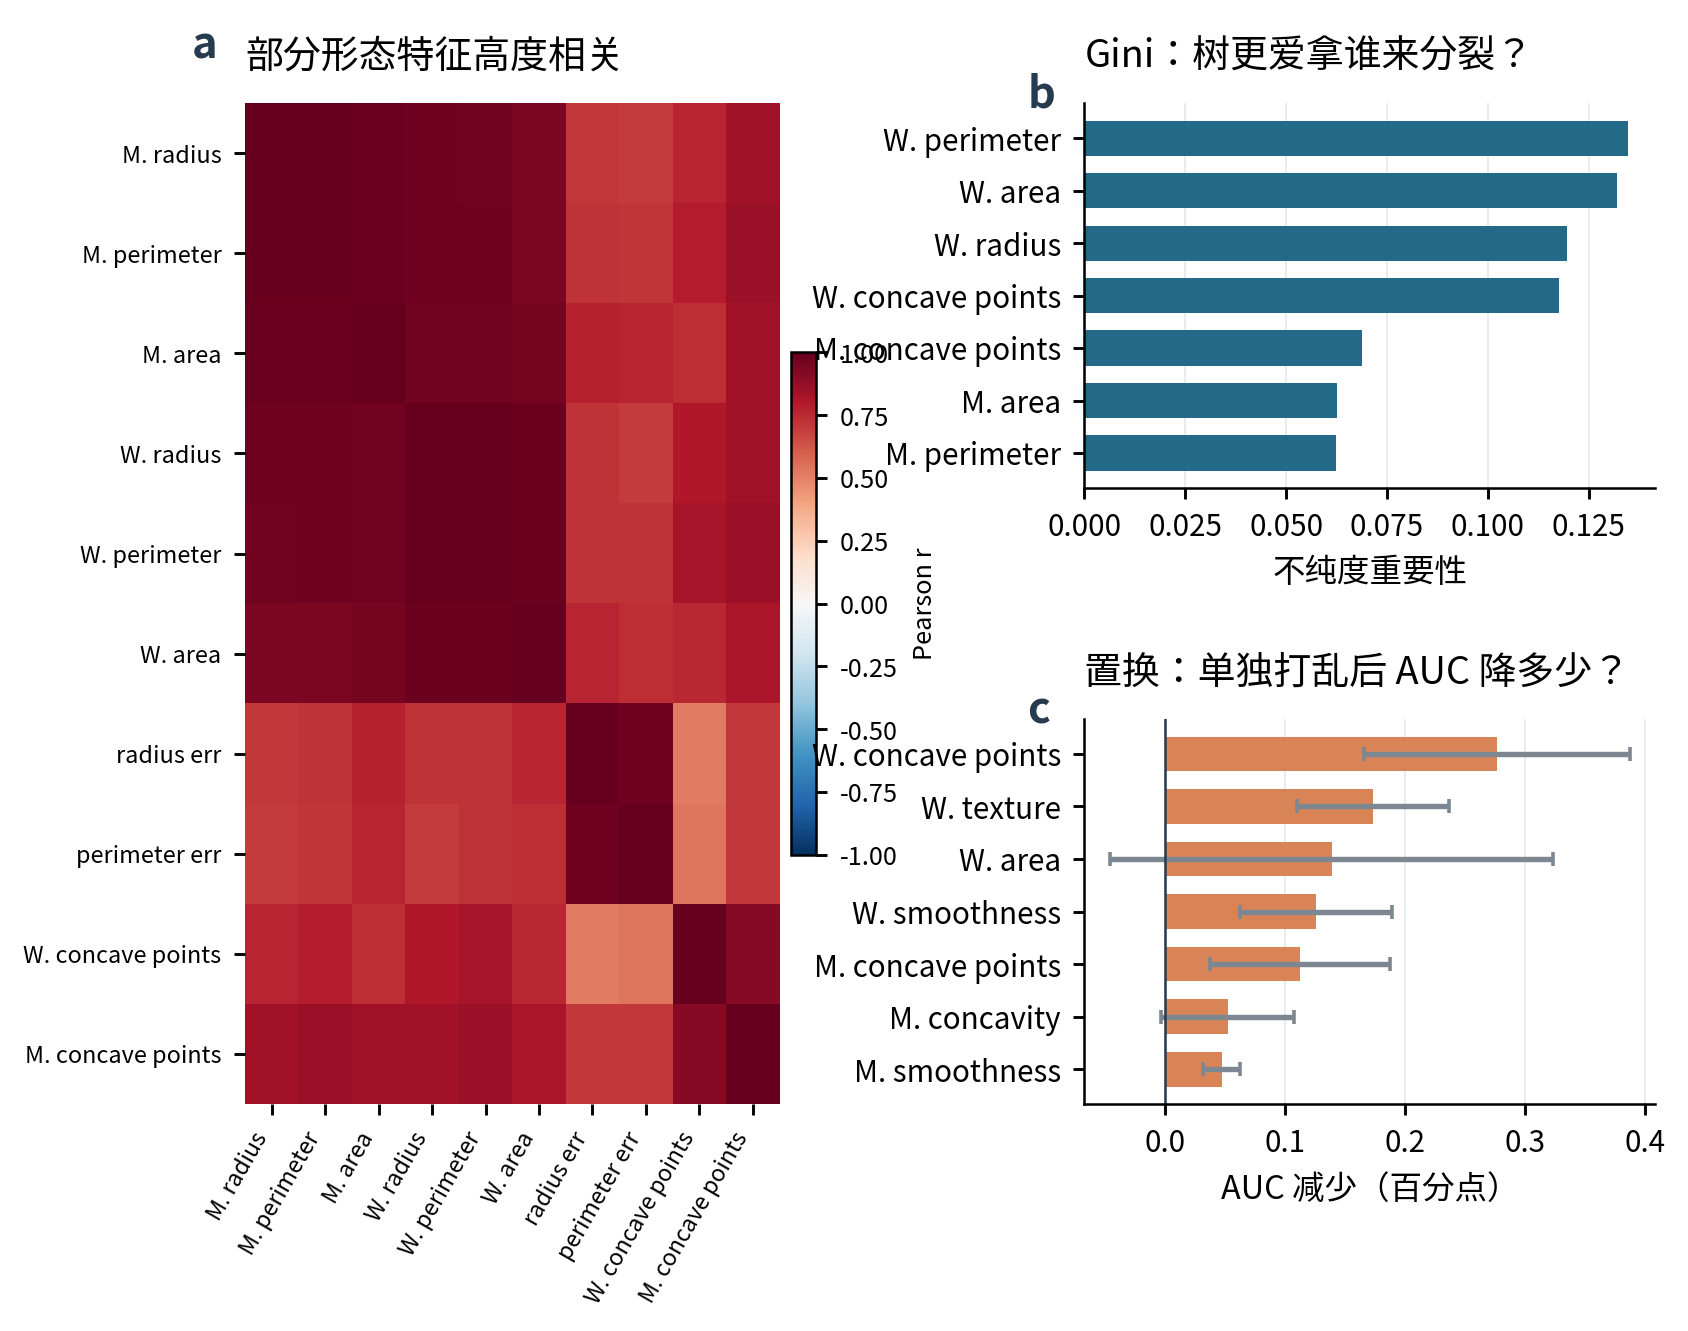 a
部分形态特征高度相关
M. radius
M. perimeter
M. area
W. radius
W. perimeter
W. area
radius err
perimeter err
W. concave points
M. concave points
M. radius
M. perimeter
M. area
W. radius
W. perimeter
W. area
radius err
perimeter err
W. concave points
M. concave points
1.00
0.75
0.50
0.25
0.00
-0.25
-0.50
-0.75
-1.00
Pearson r
b
Gini：树更爱拿谁来分裂？
W. perimeter
W. area
W. radius
W. concave points
M. concave points
M. area
M. perimeter
0.000 0.025 0.050 0.075 0.100 0.125
不纯度重要性
c
置换：单独打乱后 AUC 降多少？
W. concave points
W. texture
W. area
W. smoothness
M. concave points
M. concavity
M. smoothness
0.0 0.1 0.2 0.3 0.4
AUC 减少（百分点）